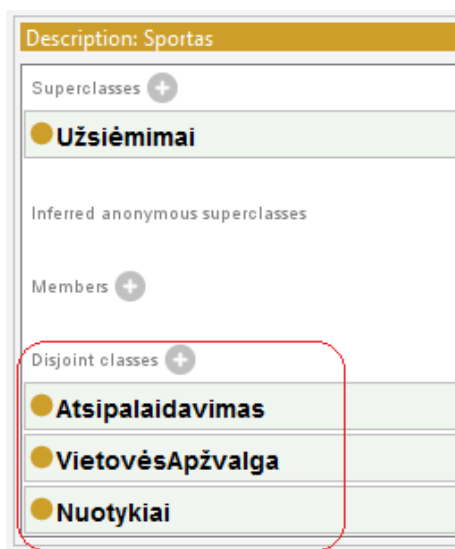 Description: Sportas
Superclasses
Užsiėmimai
Inferred anonymous superclasses
Members
Disjoint classes
Atsipalaidavimas
VietovėsApžvalga
Nuotykiai